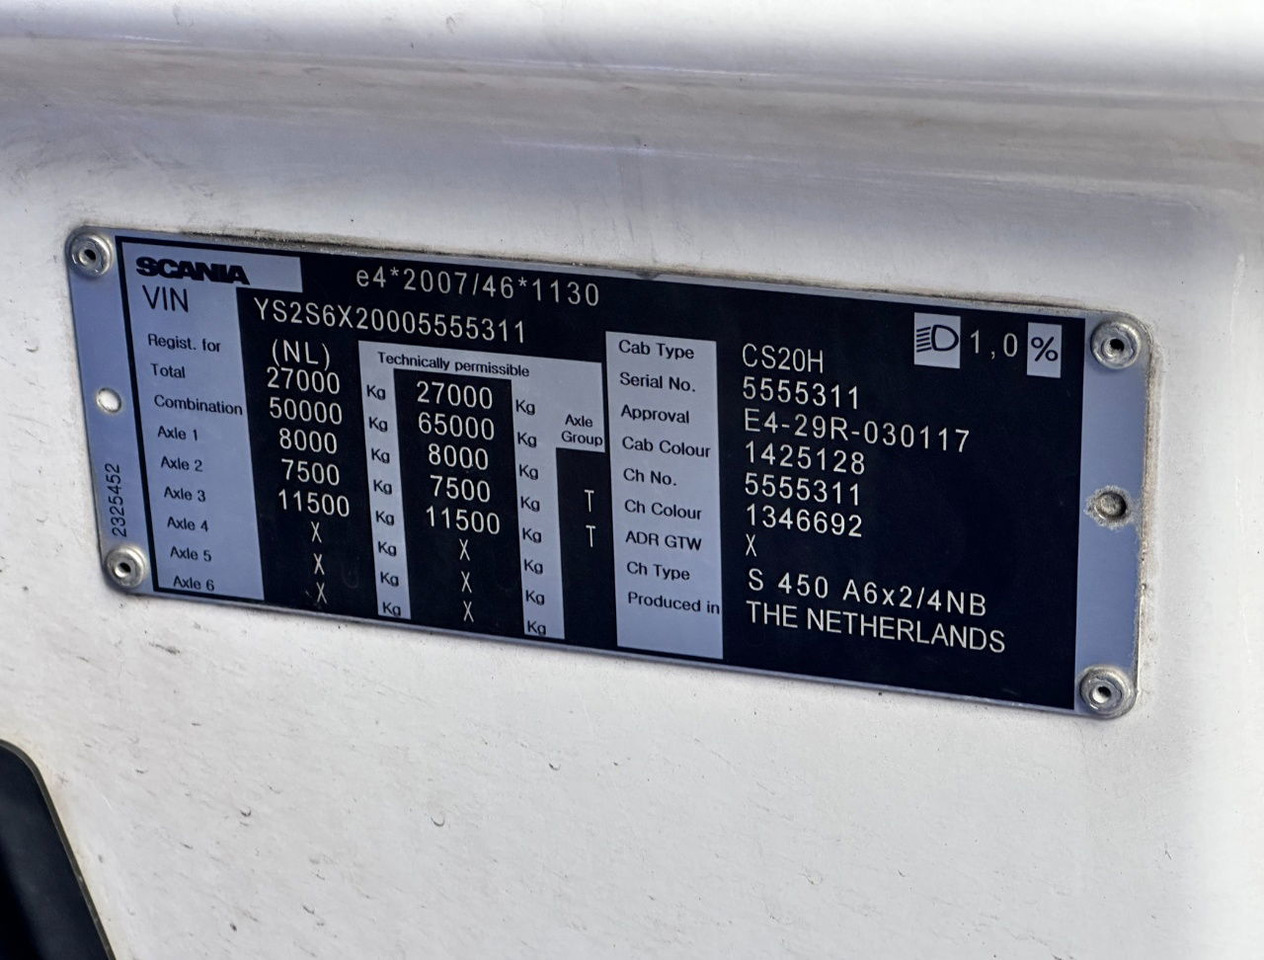 SCANIA e4*2007/46*1130
VIN YS2S6X20005555311
1,0 %
Regist. for (NL) Technically permissible
Total 27000 Kg 27000 Kg
Combination 50000 Kg 65000 Kg Axle Group
Axle 1 8000 Kg 8000 Kg
Axle 2 7500 Kg 7500 Kg T
Axle 3 11500 Kg 11500 Kg T
Axle 4 X Kg X Kg
Axle 5 X Kg X Kg
Axle 6 X Kg X Kg
Cab Type CS20H
Serial No. 5555311
Approval E4-29R-030117
Cab Colour 1425128
Ch No. 5555311
Ch Colour 1346692
ADR GTW X
Ch Type S 450 A6x2/4NB
Produced in THE NETHERLANDS
2325452